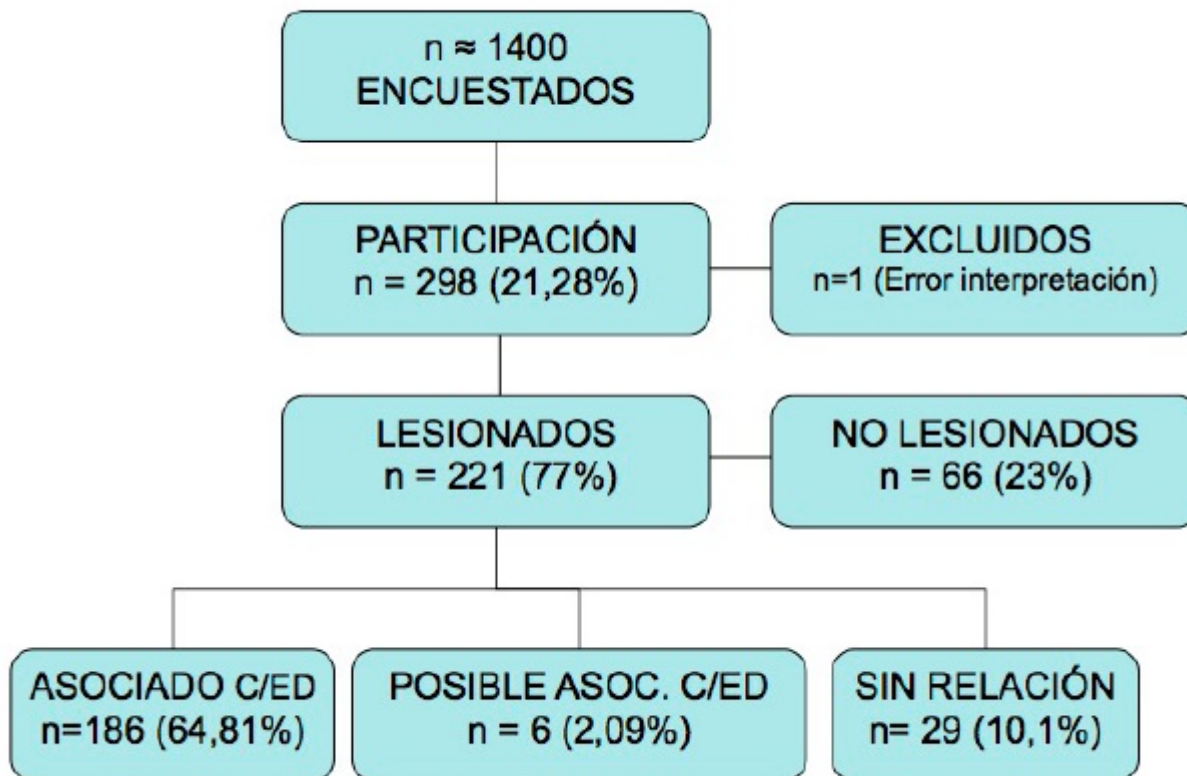 n ≈ 1400
ENCUESTADOS
PARTICIPACIÓN
n = 298 (21,28%)
EXCLUIDOS
n=1 (Error interpretación)
LESIONADOS
n = 221 (77%)
NO LESIONADOS
n = 66 (23%)
ASOCIADO C/ED
n=186 (64,81%)
POSIBLE ASOC. C/ED
n = 6 (2,09%)
SIN RELACIÓN
n= 29 (10,1%)